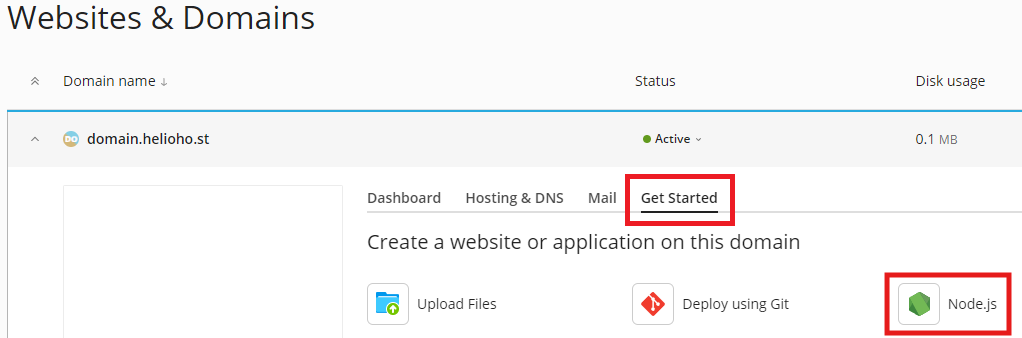 Websites & Domains
Domain name ↓ Status Disk usage
DO domain.helioho.st Active 0.1 MB
Dashboard Hosting & DNS Mail Get Started
Create a website or application on this domain
Upload Files Deploy using Git Node.js